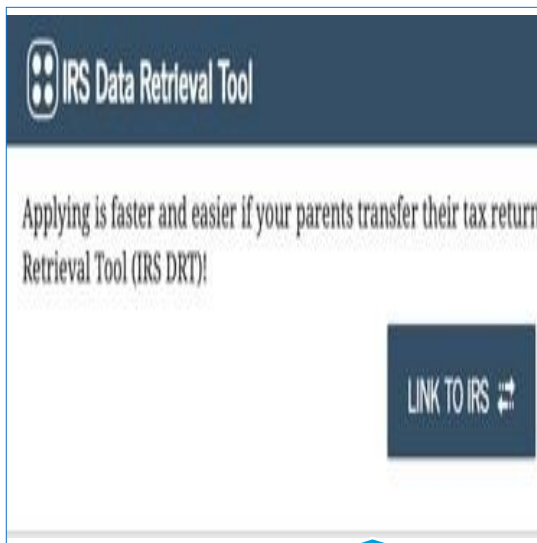 IRS Data Retrieval Tool
Applying is faster and easier if your parents transfer their tax return
Retrieval Tool (IRS DRT)!
LINK TO IRS